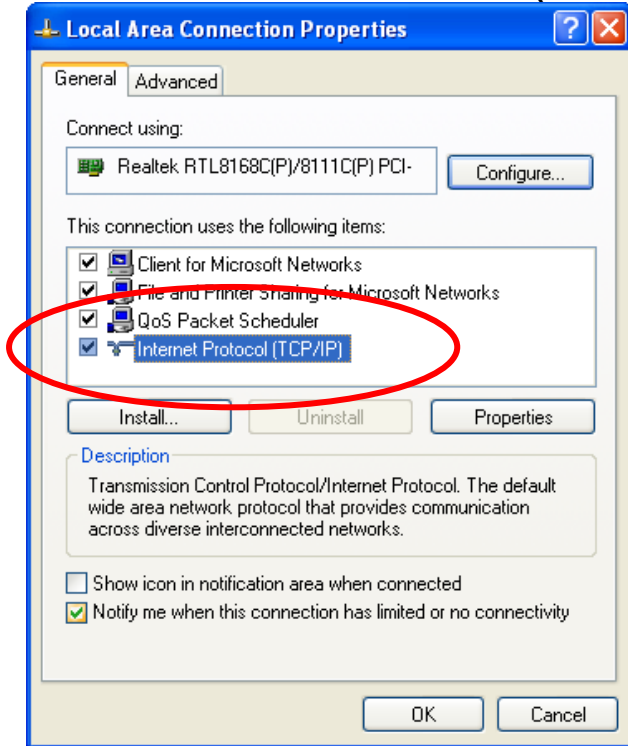 Local Area Connection Properties
General Advanced
Connect using:
Realtek RTL8168C(P)/8111C(P) PCI-
Configure...
This connection uses the following items:
Client for Microsoft Networks
File and Printer Sharing for Microsoft Networks
QoS Packet Scheduler
Internet Protocol (TCP/IP)
Install... Uninstall Properties
Description
Transmission Control Protocol/Internet Protocol. The default
wide area network protocol that provides communication
across diverse interconnected networks.
Show icon in notification area when connected
Notify me when this connection has limited or no connectivity
OK Cancel